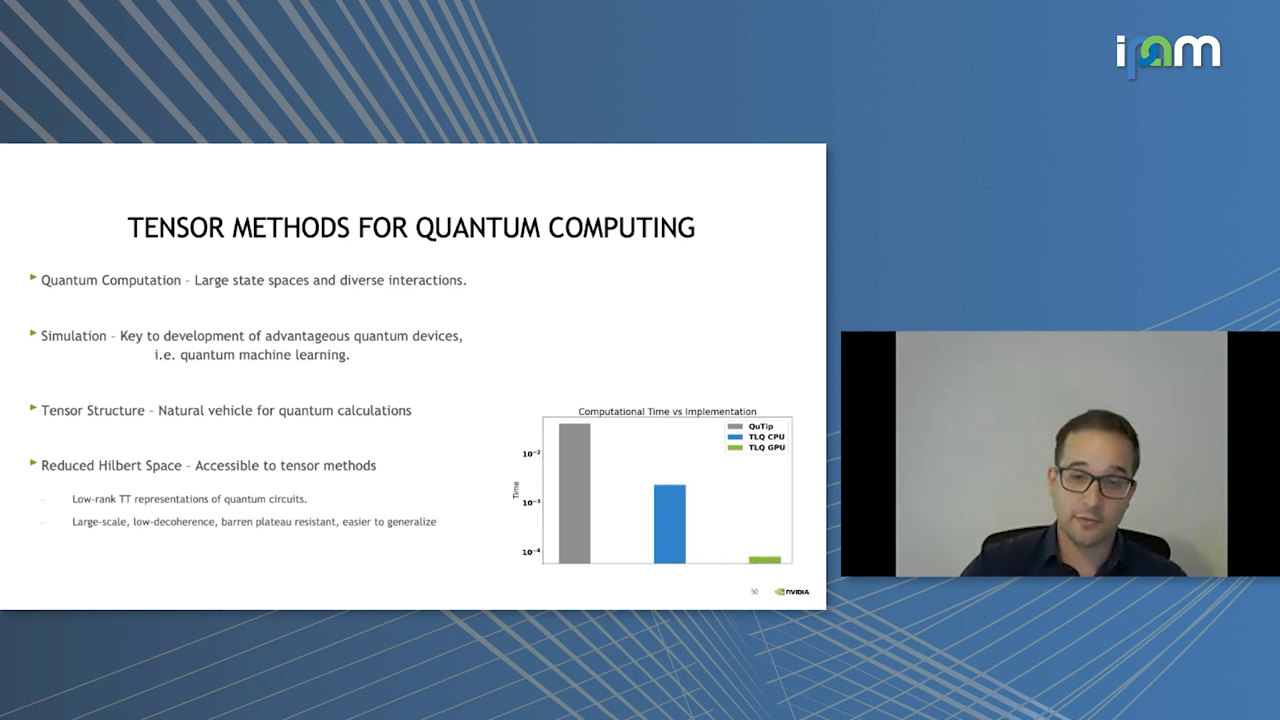 ipam
TENSOR METHODS FOR QUANTUM COMPUTING
Quantum Computation – Large state spaces and diverse interactions.
Simulation – Key to development of advantageous quantum devices,
i.e. quantum machine learning.
Tensor Structure – Natural vehicle for quantum calculations
Reduced Hilbert Space – Accessible to tensor methods
– Low-rank TT representations of quantum circuits.
– Large-scale, low-decoherence, barren plateau resistant, easier to generalize
Computational Time vs Implementation
QuTip
TLQ CPU
TLQ GPU
Time
10⁻²
10⁻³
10⁻⁴
50
NVIDIA